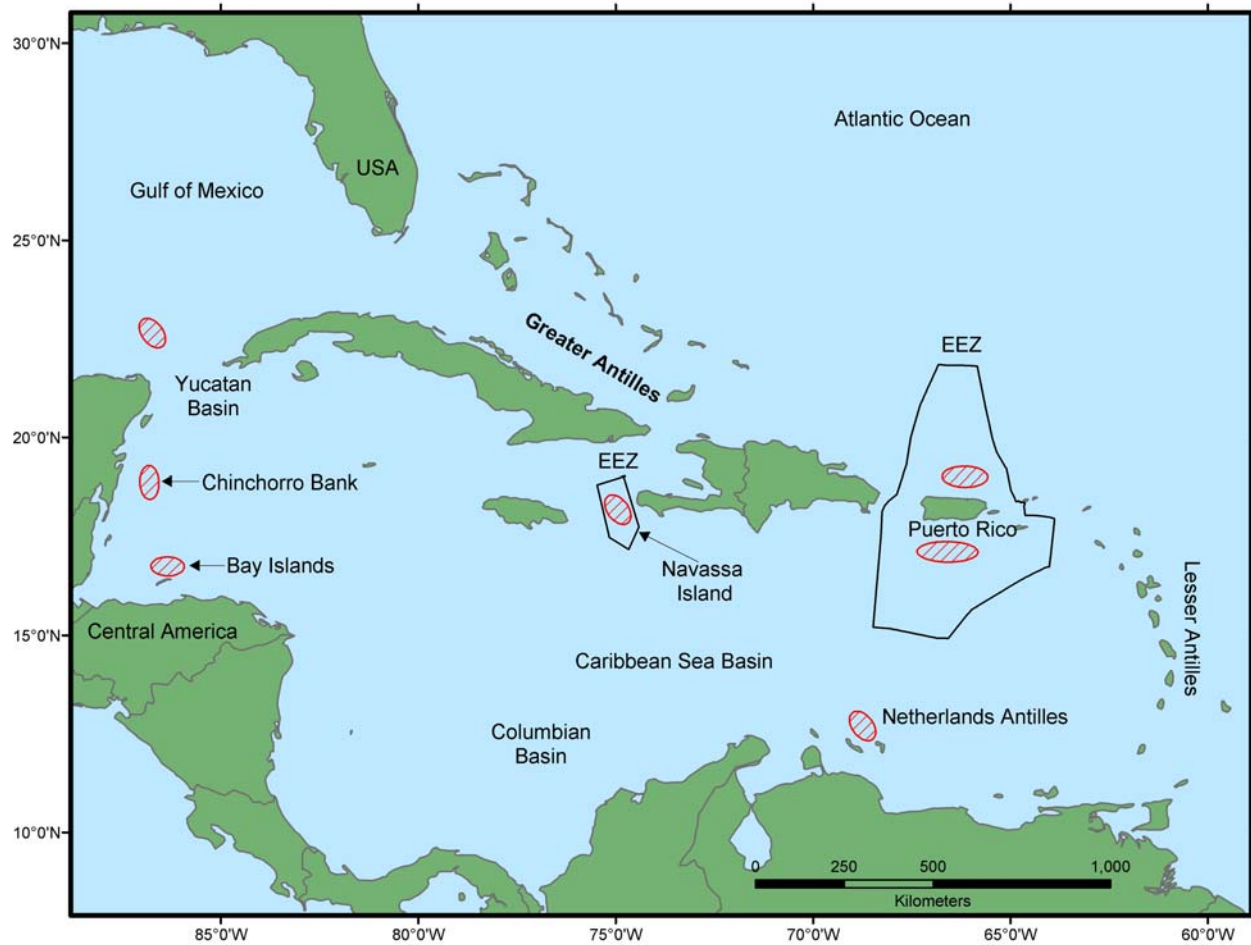 30°0'N
Atlantic Ocean
USA
Gulf of Mexico
25°0'N
Greater Antilles
EEZ
Yucatan
Basin
20°0'N
EEZ
Chinchorro Bank
Puerto Rico
Bay Islands
Navassa
Island
Lesser Antilles
15°0'N
Central America
Caribbean Sea Basin
Netherlands Antilles
Columbian
Basin
10°0'N
0 250 500 1,000
Kilometers
85°0'W 80°0'W 75°0'W 70°0'W 65°0'W 60°0'W